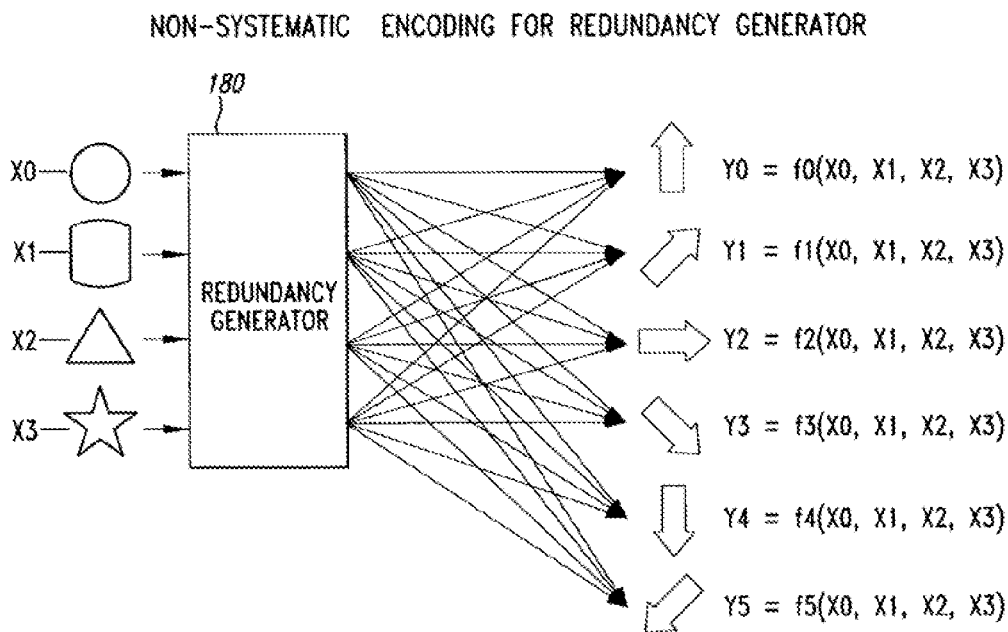 NON-SYSTEMATIC ENCODING FOR REDUNDANCY GENERATOR
180
X0
X1
X2
X3
REDUNDANCY
GENERATOR
Y0 = f0(X0, X1, X2, X3)
Y1 = f1(X0, X1, X2, X3)
Y2 = f2(X0, X1, X2, X3)
Y3 = f3(X0, X1, X2, X3)
Y4 = f4(X0, X1, X2, X3)
Y5 = f5(X0, X1, X2, X3)